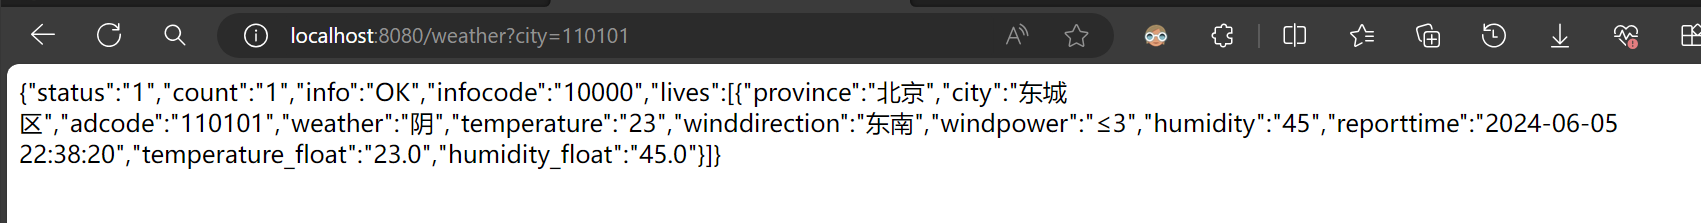 localhost:8080/weather?city=110101
{"status":"1","count":"1","info":"OK","infocode":"10000","lives":[{"province":"北京","city":"东城
区","adcode":"110101","weather":"阴","temperature":"23","winddirection":"东南","windpower":"≤3","humidity":"45","reporttime":"2024-06-05
22:38:20","temperature_float":"23.0","humidity_float":"45.0"}]}